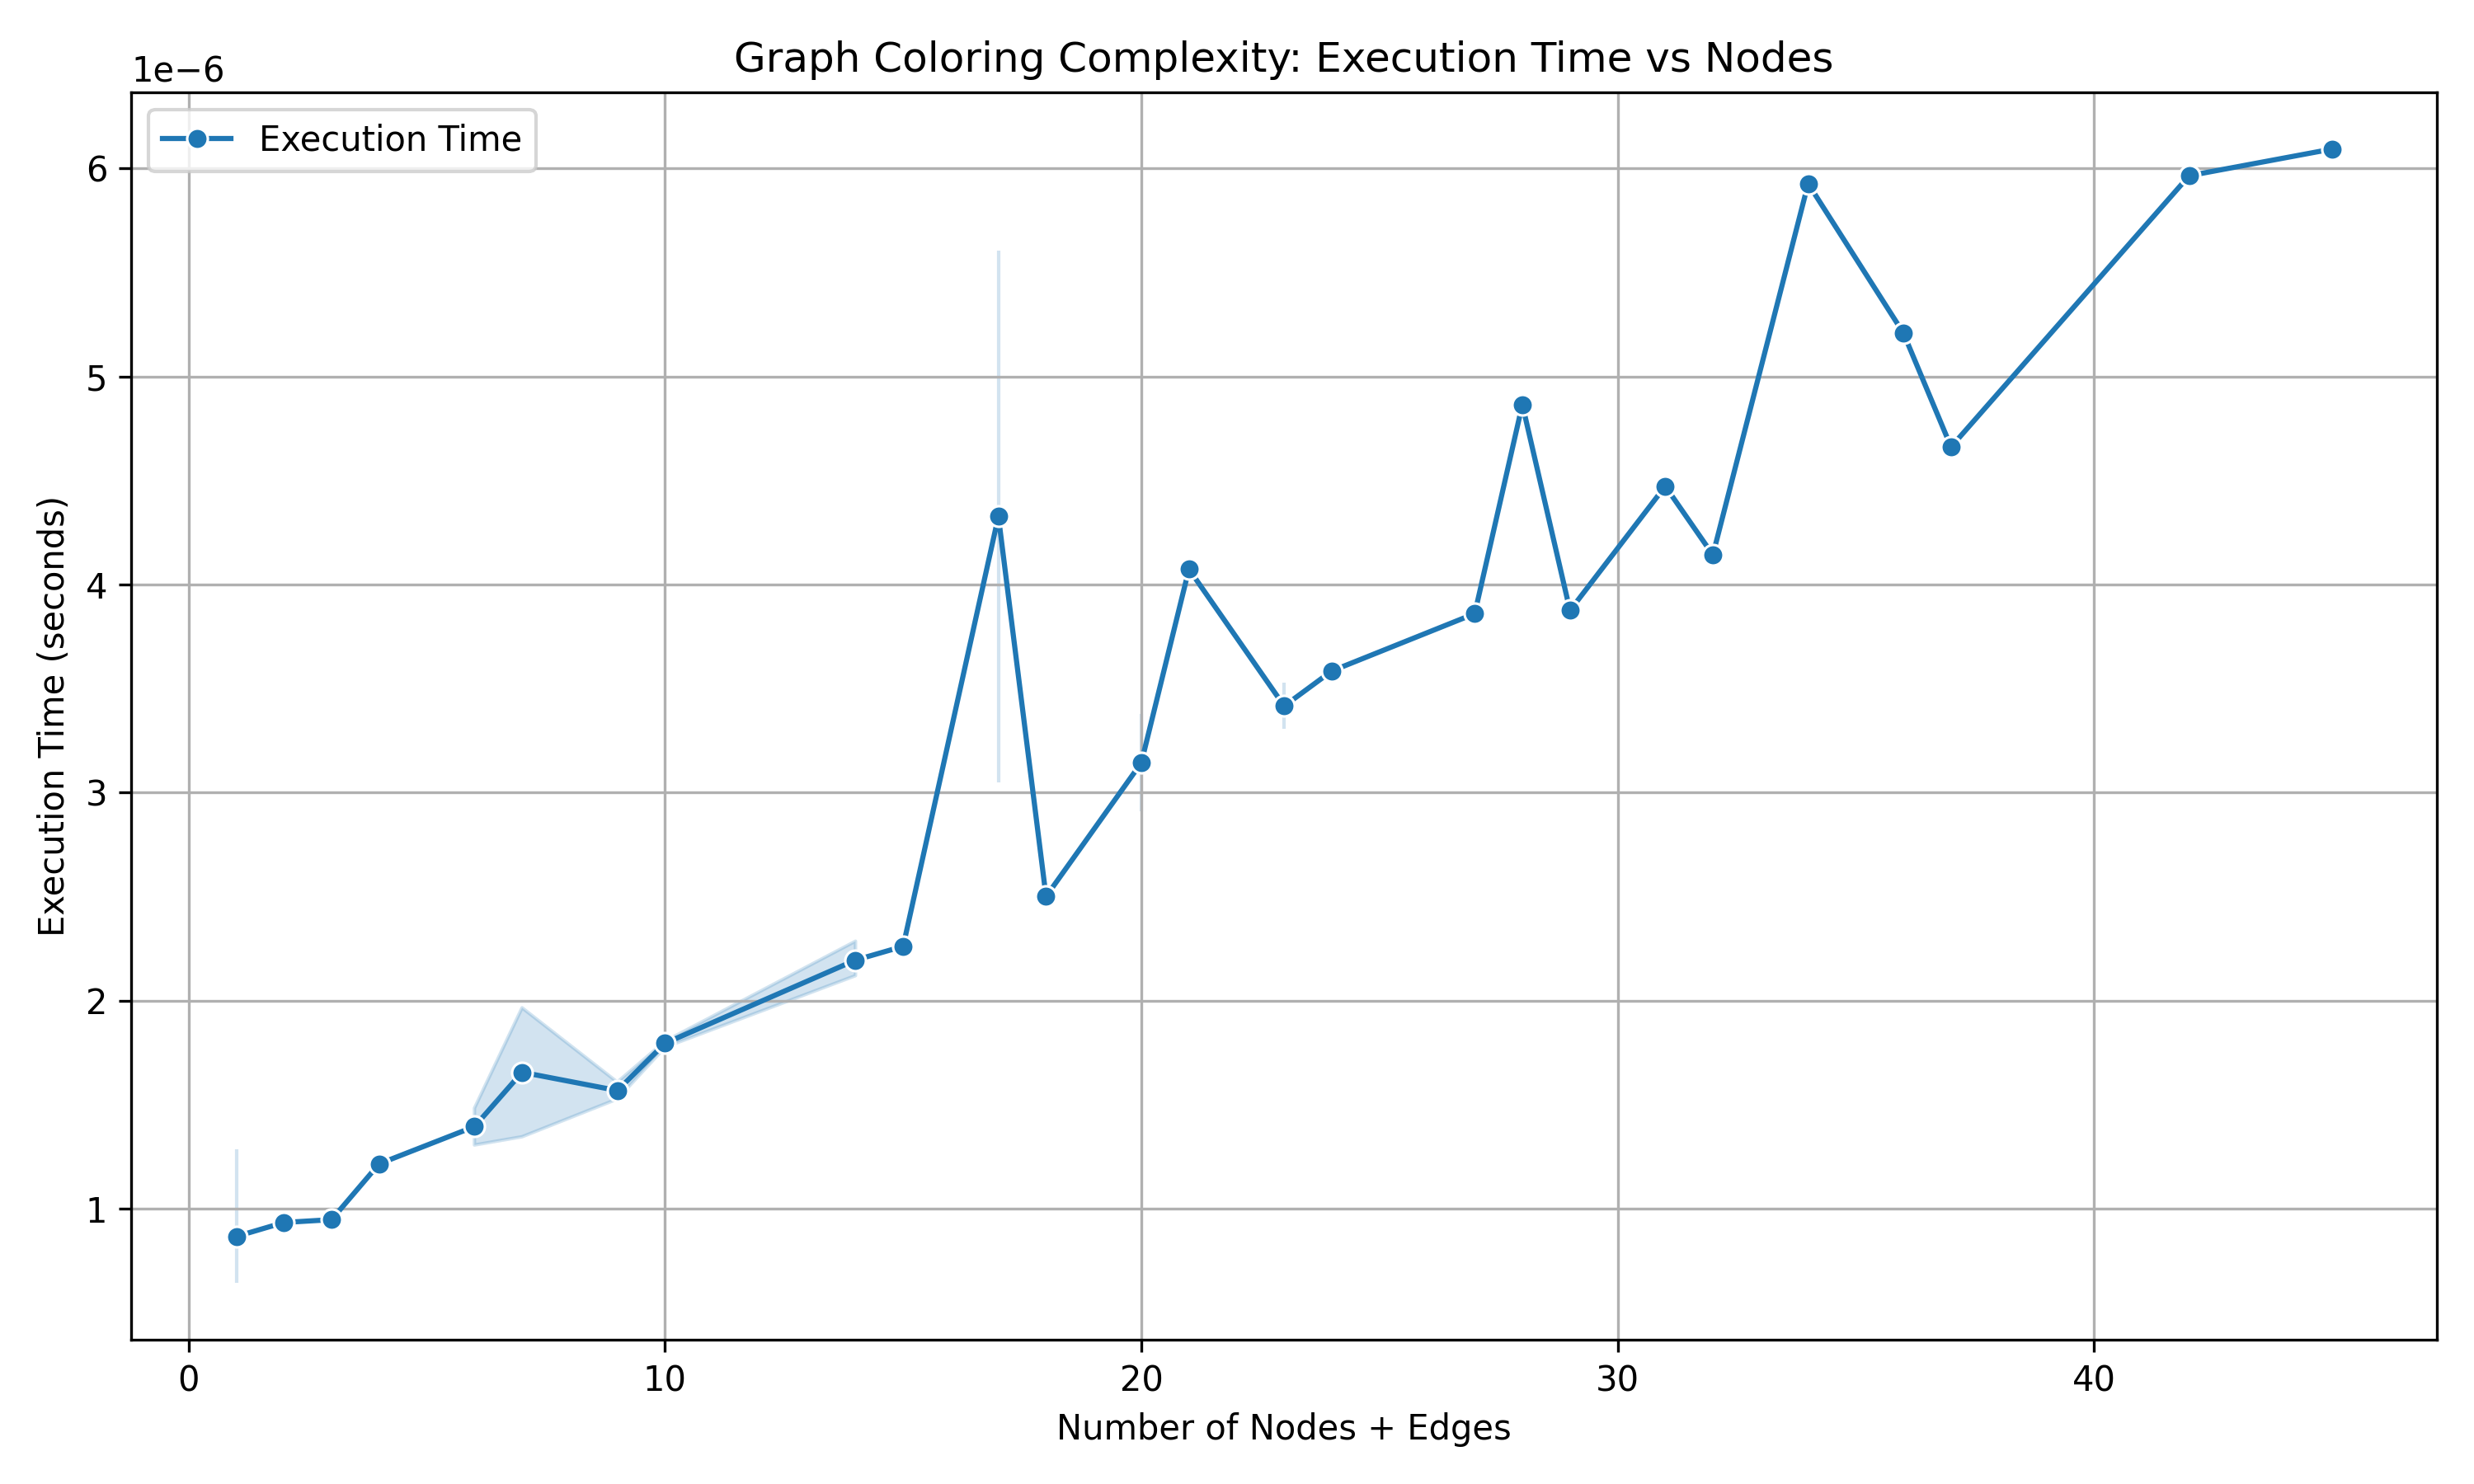 Graph Coloring Complexity: Execution Time vs Nodes
1e−6
Execution Time
6
5
4
3
2
1
Execution Time (seconds)
0 10 20 30 40
Number of Nodes + Edges